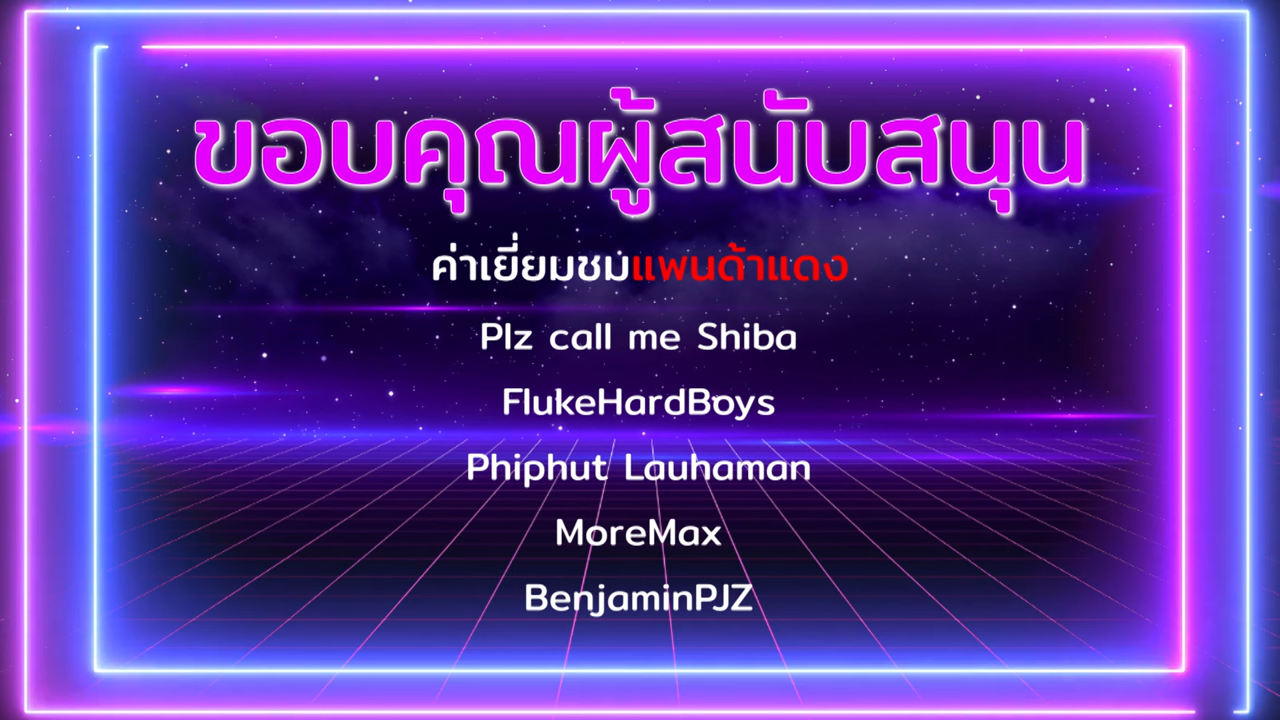 ขอบคุณผู้สนับสนุน
ค่าเยี่ยมชมแพนด้าแดง
Plz call me Shiba
FlukeHardBoys
Phiphut Lauhaman
MoreMax
BenjaminPJZ